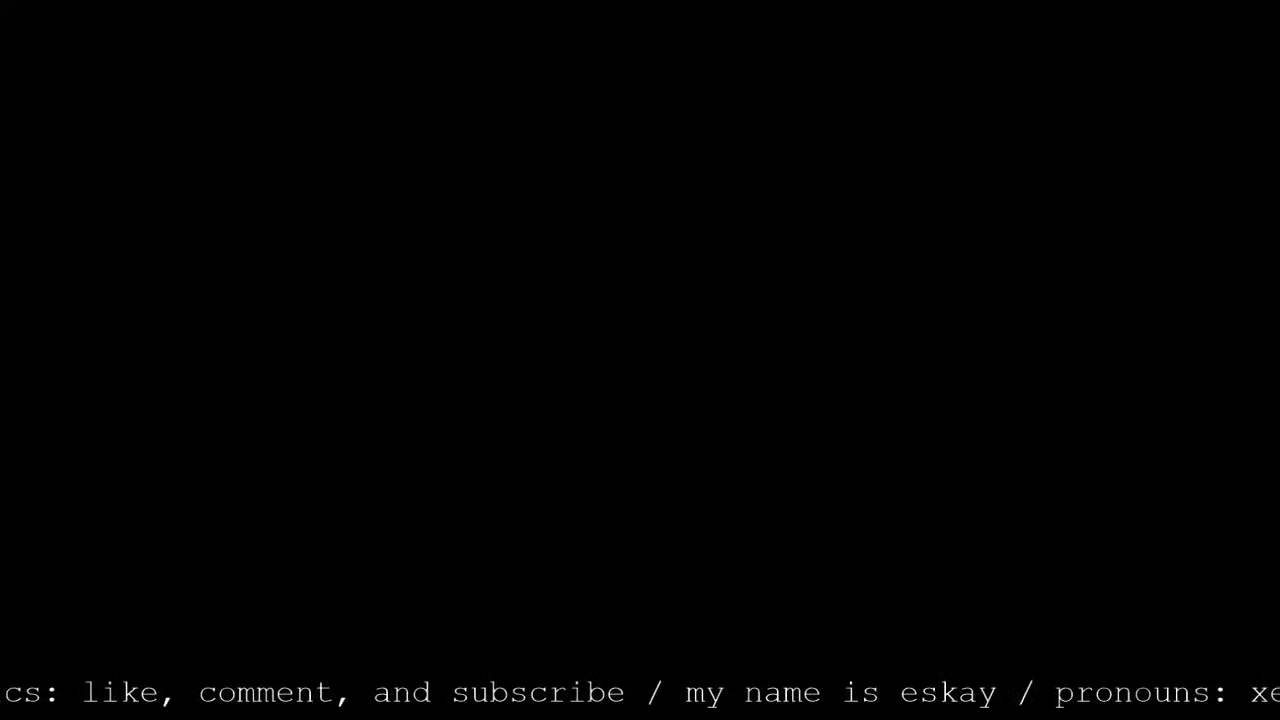 cs: like, comment, and subscribe / my name is eskay / pronouns: xe